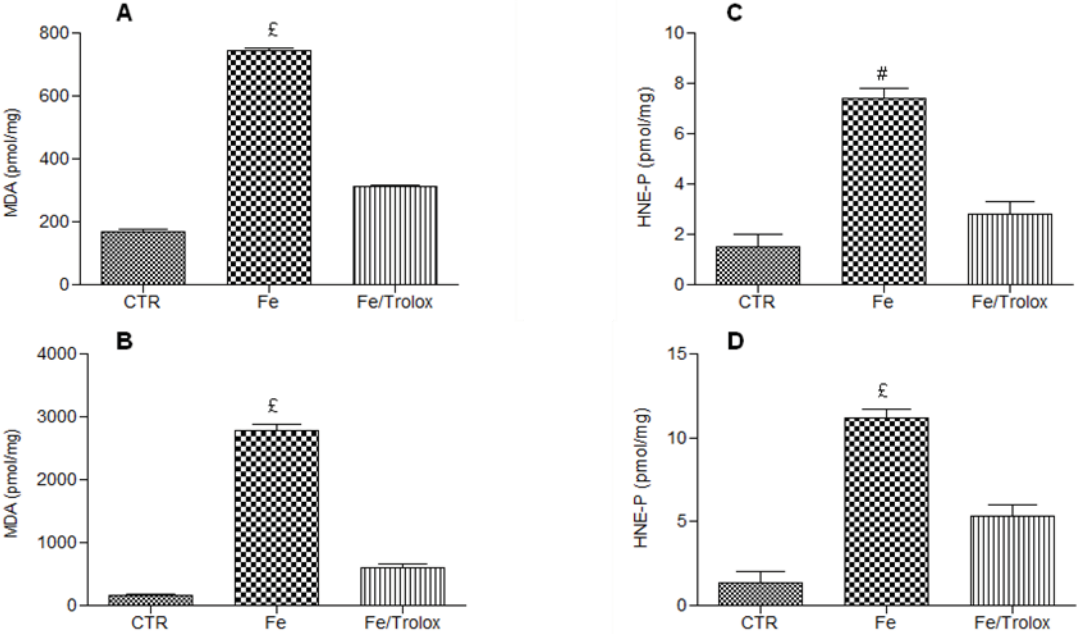 A
£
800
600
400
200
0
MDA (pmol/mg)
CTR Fe Fe/Trolox
C
#
10
8
6
4
2
0
HNE-P (pmol/mg)
CTR Fe Fe/Trolox
B
£
4000
3000
2000
1000
0
MDA (pmol/mg)
CTR Fe Fe/Trolox
D
£
15
10
5
0
HNE-P (pmol/mg)
CTR Fe Fe/Trolox